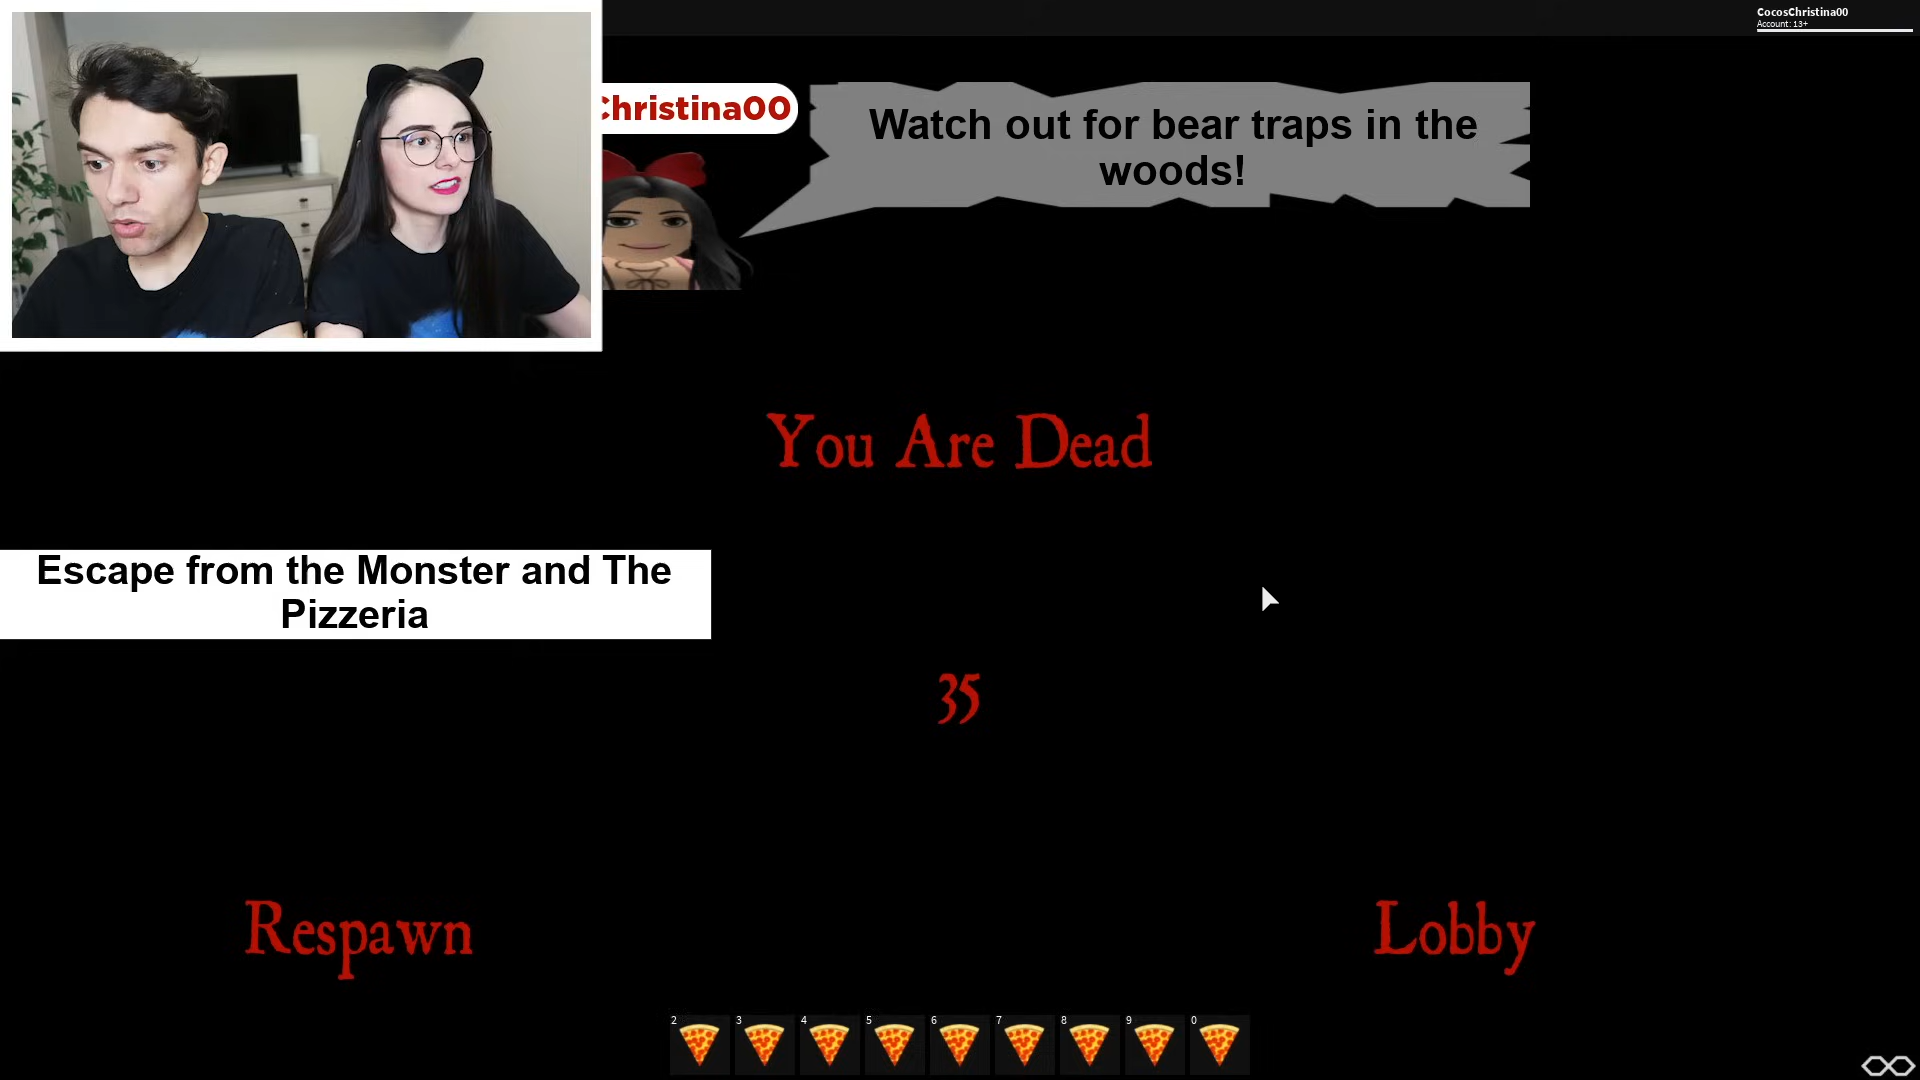 CocosChristina00
Account: 13+
Christina00
Watch out for bear traps in the
woods!
You Are Dead
Escape from the Monster and The
Pizzeria
35
Respawn
Lobby
2 3 4 5 6 7 8 9 0